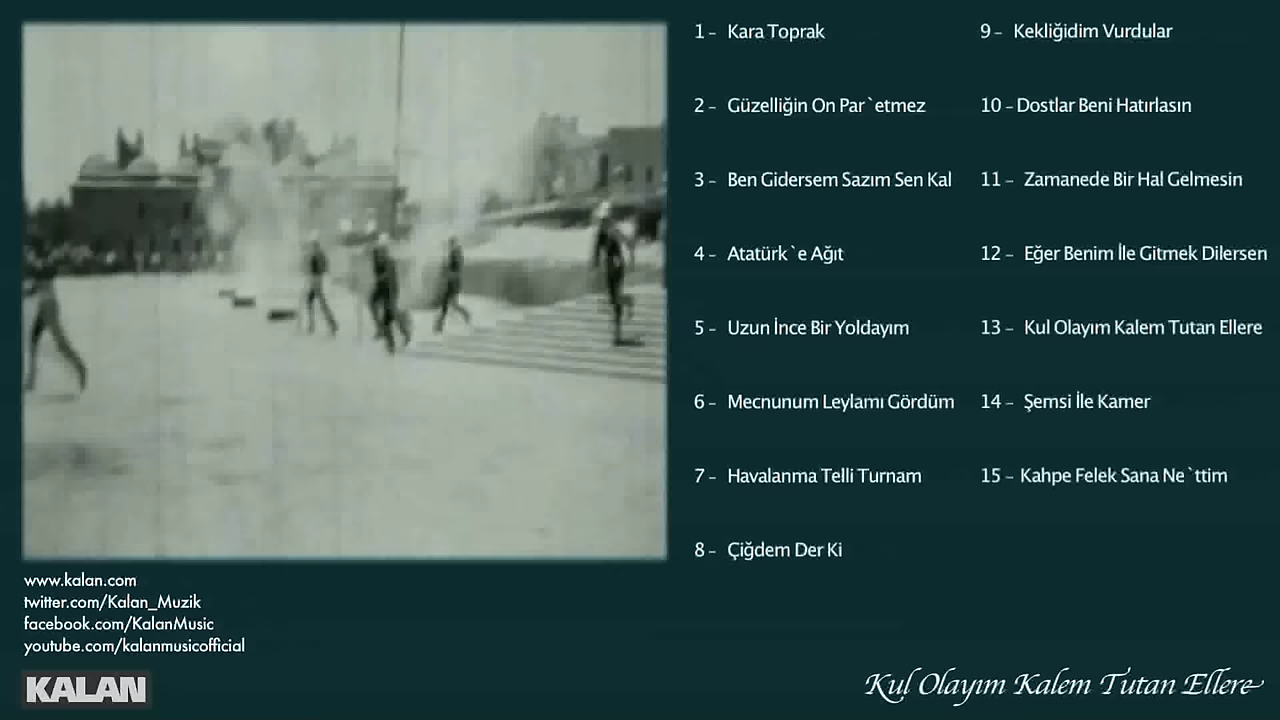 1 - Kara Toprak
2 - Güzelliğin On Par`etmez
3 - Ben Gidersem Sazım Sen Kal
4 - Atatürk`e Ağıt
5 - Uzun İnce Bir Yoldayım
6 - Mecnunum Leylamı Gördüm
7 - Havalanma Telli Turnam
8 - Çiğdem Der Ki
9 - Kekliğidim Vurdular
10 - Dostlar Beni Hatırlasın
11 - Zamanede Bir Hal Gelmesin
12 - Eğer Benim İle Gitmek Dilersen
13 - Kul Olayım Kalem Tutan Ellere
14 - Şemsi İle Kamer
15 - Kahpe Felek Sana Ne`ttim
www.kalan.com
twitter.com/Kalan_Muzik
facebook.com/KalanMusic
youtube.com/kalanmusicofficial
KALAN
Kul Olayım Kalem Tutan Ellere